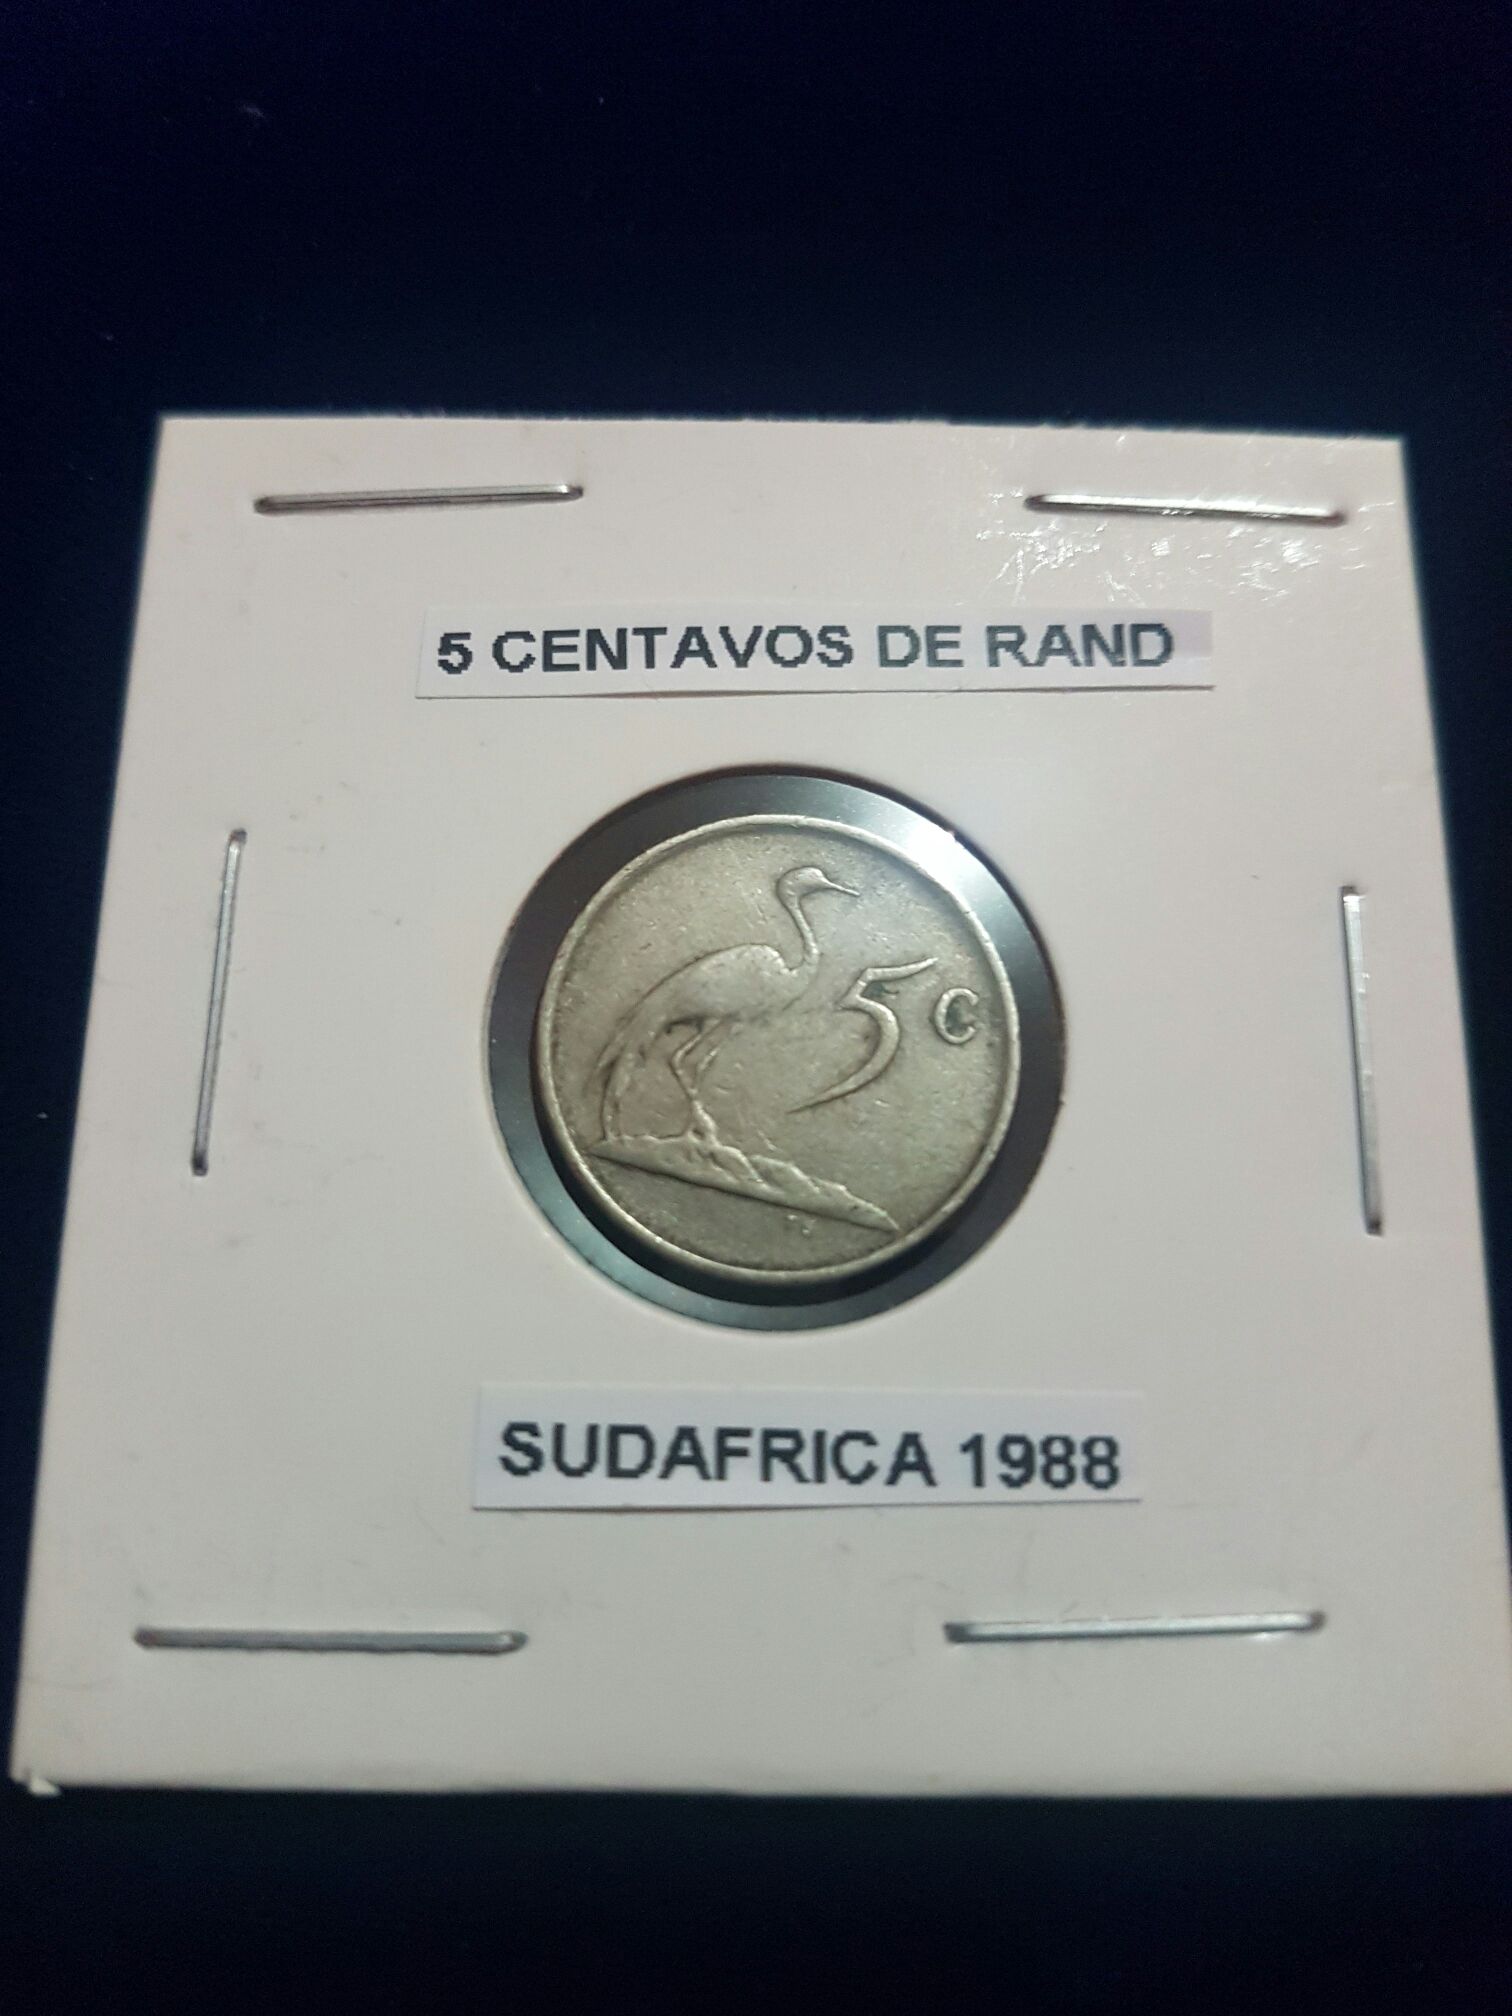 5 CENTAVOS DE RAND
5 C
SUDAFRICA 1988